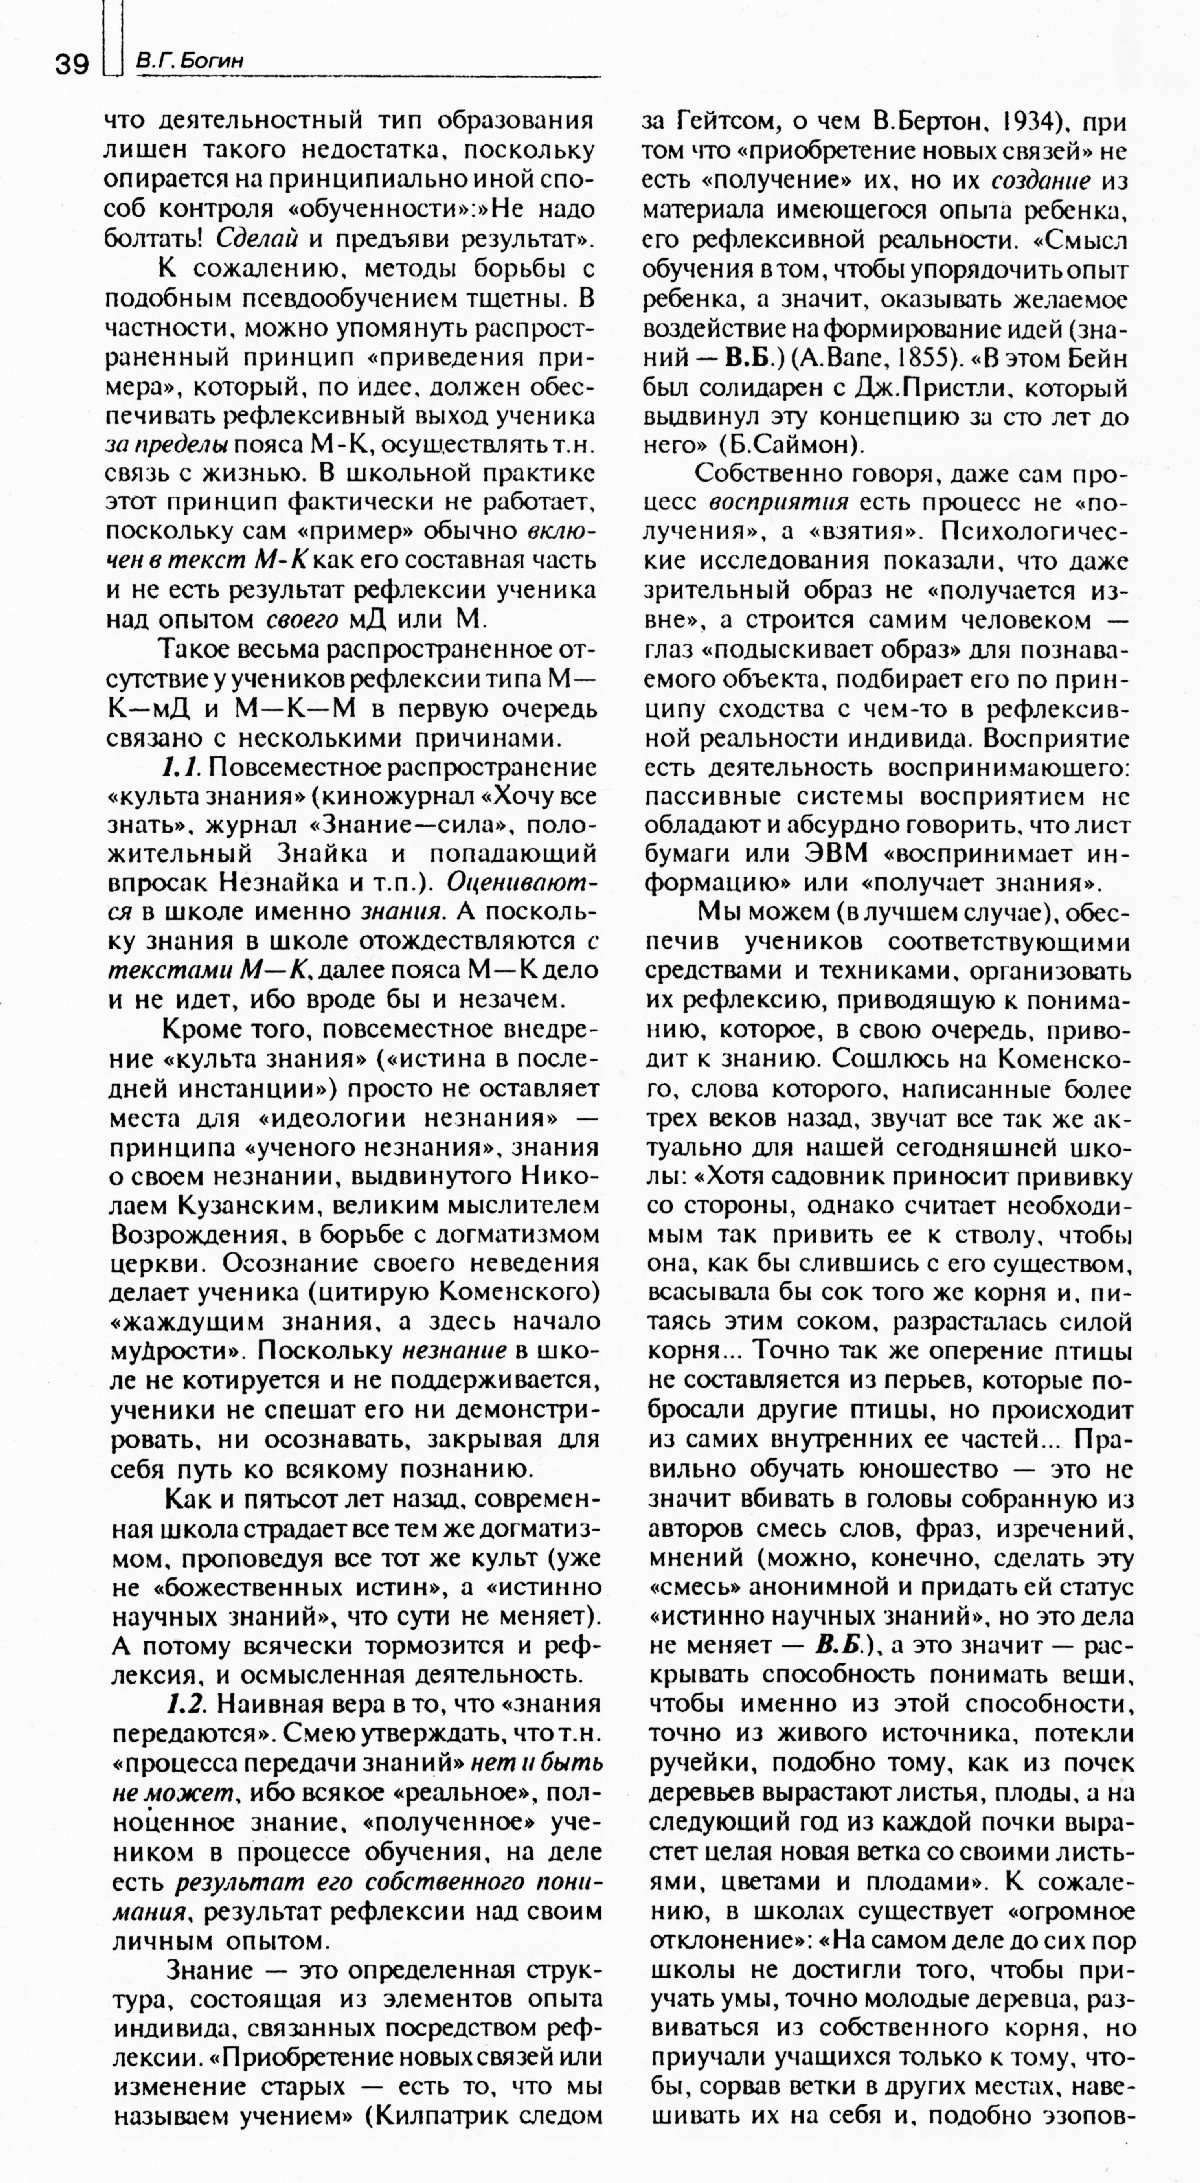 39
В.Г. Богин
что деятельностный тип образования
лишен такого недостатка, поскольку
опирается на принципиально иной спо-
соб контроля «обученности»:»Не надо
болтать! Сделай и предъяви результат».
К сожалению, методы борьбы с
подобным псевдообучением тщетны. В
частности, можно упомянуть распрост-
раненный принцип «приведения при-
мера», который, по идее, должен обес-
печивать рефлексивный выход ученика
за пределы пояса М-К, осуществлять т.н.
связь с жизнью. В школьной практике
этот принцип фактически не работает,
поскольку сам «пример» обычно вклю-
чен в текст М-К как его составная часть
и не есть результат рефлексии ученика
над опытом своего мД или М.
Такое весьма распространенное от-
сутствие у учеников рефлексии типа М—
К—мД и М—К—М в первую очередь
связано с несколькими причинами.
1.1. Повсеместное распространение
«культа знания» (киножурнал «Хочу все
знать», журнал «Знание—сила», поло-
жительный Знайка и попадающий
впросак Незнайка и т.п.). Оценивают-
ся в школе именно знания. А посколь-
ку знания в школе отождествляются с
текстами М—К, далее пояса М—К дело
и не идет, ибо вроде бы и незачем.
Кроме того, повсеместное внедре-
ние «культа знания» («истина в после-
дней инстанции») просто не оставляет
места для «идеологии незнания» —
принципа «ученого незнания», знания
о своем незнании, выдвинутого Нико-
лаем Кузанским, великим мыслителем
Возрождения, в борьбе с догматизмом
церкви. Осознание своего неведения
делает ученика (цитирую Коменского)
«жаждущим знания, а здесь начало
мудрости». Поскольку незнание в шко-
ле не котируется и не поддерживается,
ученики не спешат его ни демонстри-
ровать, ни осознавать, закрывая для
себя путь ко всякому познанию.
Как и пятьсот лет назад, современ-
ная школа страдает все тем же догматиз-
мом, проповедуя все тот же культ (уже
не «божественных истин», а «истинно
научных знаний», что сути не меняет).
А потому всячески тормозится и реф-
лексия, и осмысленная деятельность.
1.2. Наивная вера в то, что «знания
передаются». Смею утверждать, что т.н.
«процесса передачи знаний» нет и быть
не может, ибо всякое «реальное», пол-
ноценное знание, «полученное» уче-
ником в процессе обучения, на деле
есть результат его собственного пони-
мания, результат рефлексии над своим
личным опытом.
Знание — это определенная струк-
тура, состоящая из элементов опыта
индивида, связанных посредством реф-
лексии. «Приобретение новых связей или
изменение старых — есть то, что мы
называем учением» (Килпатрик следом
за Гейтсом, о чем В.Бертон, 1934), при
том что «приобретение новых связей» не
есть «получение» их, но их создание из
материала имеющегося опыта ребенка,
его рефлексивной реальности. «Смысл
обучения в том, чтобы упорядочить опыт
ребенка, а значит, оказывать желаемое
воздействие на формирование идей (зна-
ний — В.Б.) (A.Bane, 1855). «В этом Бейн
был солидарен с Дж.Пристли, который
выдвинул эту концепцию за сто лет до
него» (Б.Саймон).
Собственно говоря, даже сам про-
цесс восприятия есть процесс не «по-
лучения», а «взятия». Психологичес-
кие исследования показали, что даже
зрительный образ не «получается из-
вне», а строится самим человеком —
глаз «подыскивает образ» для познава-
емого объекта, подбирает его по прин-
ципу сходства с чем-то в рефлексив-
ной реальности индивида. Восприятие
есть деятельность воспринимающего:
пассивные системы восприятием не
обладают и абсурдно говорить, что лист
бумаги или ЭВМ «воспринимает ин-
формацию» или «получает знания».
Мы можем (в лучшем случае), обес-
печив учеников соответствующими
средствами и техниками, организовать
их рефлексию, приводящую к понима-
нию, которое, в свою очередь, приво-
дит к знанию. Сошлюсь на Коменско-
го, слова которого, написанные более
трех веков назад, звучат все так же ак-
туально для нашей сегодняшней шко-
лы: «Хотя садовник приносит прививку
со стороны, однако считает необходи-
мым так привить ее к стволу, чтобы
она, как бы слившись с его существом,
всасывала бы сок того же корня и, пи-
таясь этим соком, разрасталась силой
корня... Точно так же оперение птицы
не составляется из перьев, которые по-
бросали другие птицы, но происходит
из самих внутренних ее частей... Пра-
вильно обучать юношество — это не
значит вбивать в головы собранную из
авторов смесь слов, фраз, изречений,
мнений (можно, конечно, сделать эту
«смесь» анонимной и придать ей статус
«истинно научных знаний», но это дела
не меняет — В.Б.), а это значит — рас-
крывать способность понимать вещи,
чтобы именно из этой способности,
точно из живого источника, потекли
ручейки, подобно тому, как из почек
деревьев вырастают листья, плоды, а на
следующий год из каждой почки выра-
стет целая новая ветка со своими листь-
ями, цветами и плодами». К сожале-
нию, в школах существует «огромное
отклонение»: «На самом деле до сих пор
школы не достигли того, чтобы при-
учать умы, точно молодые деревца, раз-
виваться из собственного корня, но
приучали учащихся только к тому, что-
бы, сорвав ветки в других местах, наве-
шивать их на себя и, подобно эзопов-